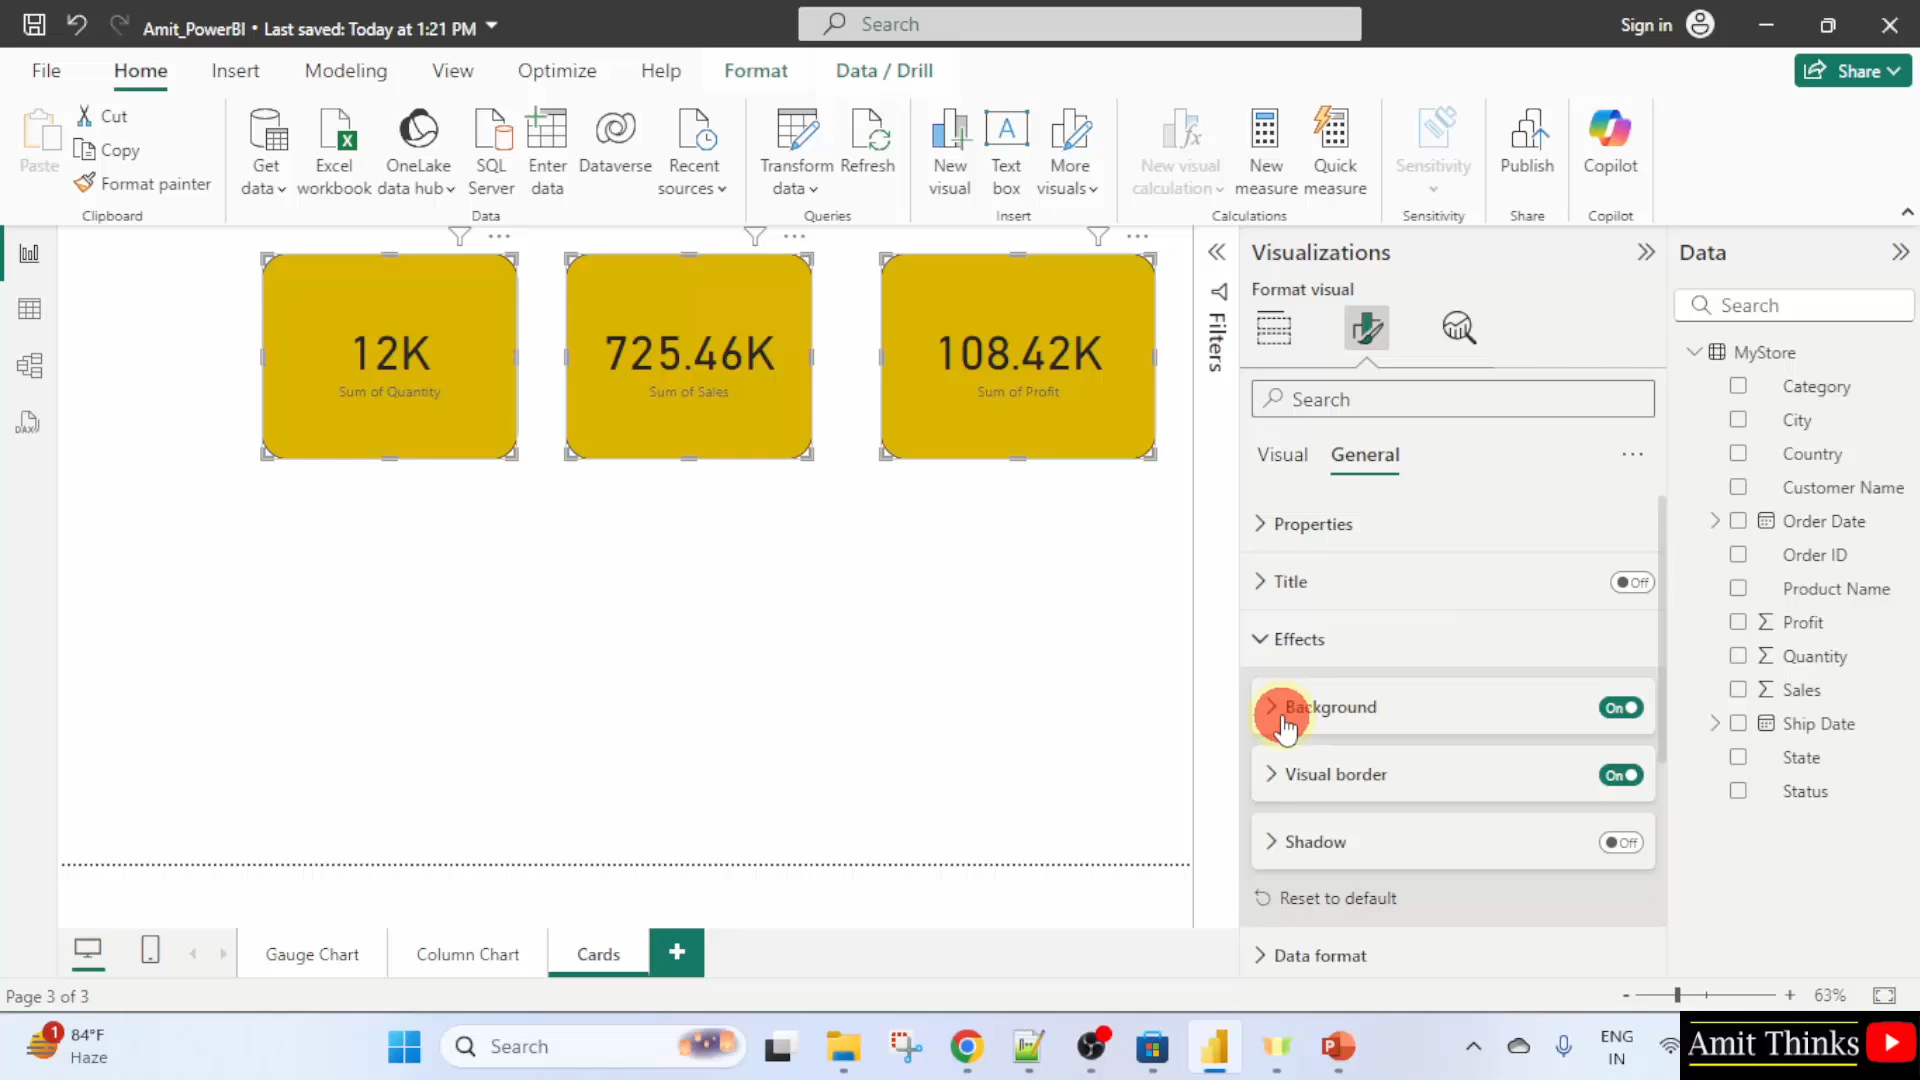 Amit_PowerBI • Last saved: Today at 1:21 PM
Search
Sign in
File
Home
Insert
Modeling
View
Optimize
Help
Format
Data / Drill
Share
Paste
Cut
Copy
Format painter
Clipboard
Get data
Excel workbook
OneLake data hub
SQL Server
Enter data
Dataverse
Recent sources
Data
Transform data
Refresh
Queries
New visual
Text box
More visuals
Insert
New visual calculation
New measure
Quick measure
Calculations
Sensitivity
Sensitivity
Publish
Share
Copilot
Copilot
12K
Sum of Quantity
725.46K
Sum of Sales
108.42K
Sum of Profit
Filters
Visualizations
Format visual
Search
Visual
General
Properties
Title
Off
Effects
Background
On
Visual border
On
Shadow
Off
Reset to default
Data format
Data
Search
MyStore
Category
City
Country
Customer Name
Order Date
Order ID
Product Name
Profit
Quantity
Sales
Ship Date
State
Status
DAX
Gauge Chart
Column Chart
Cards
Page 3 of 3
63%
1
84°F
Haze
Search
ENG
IN
Amit Thinks